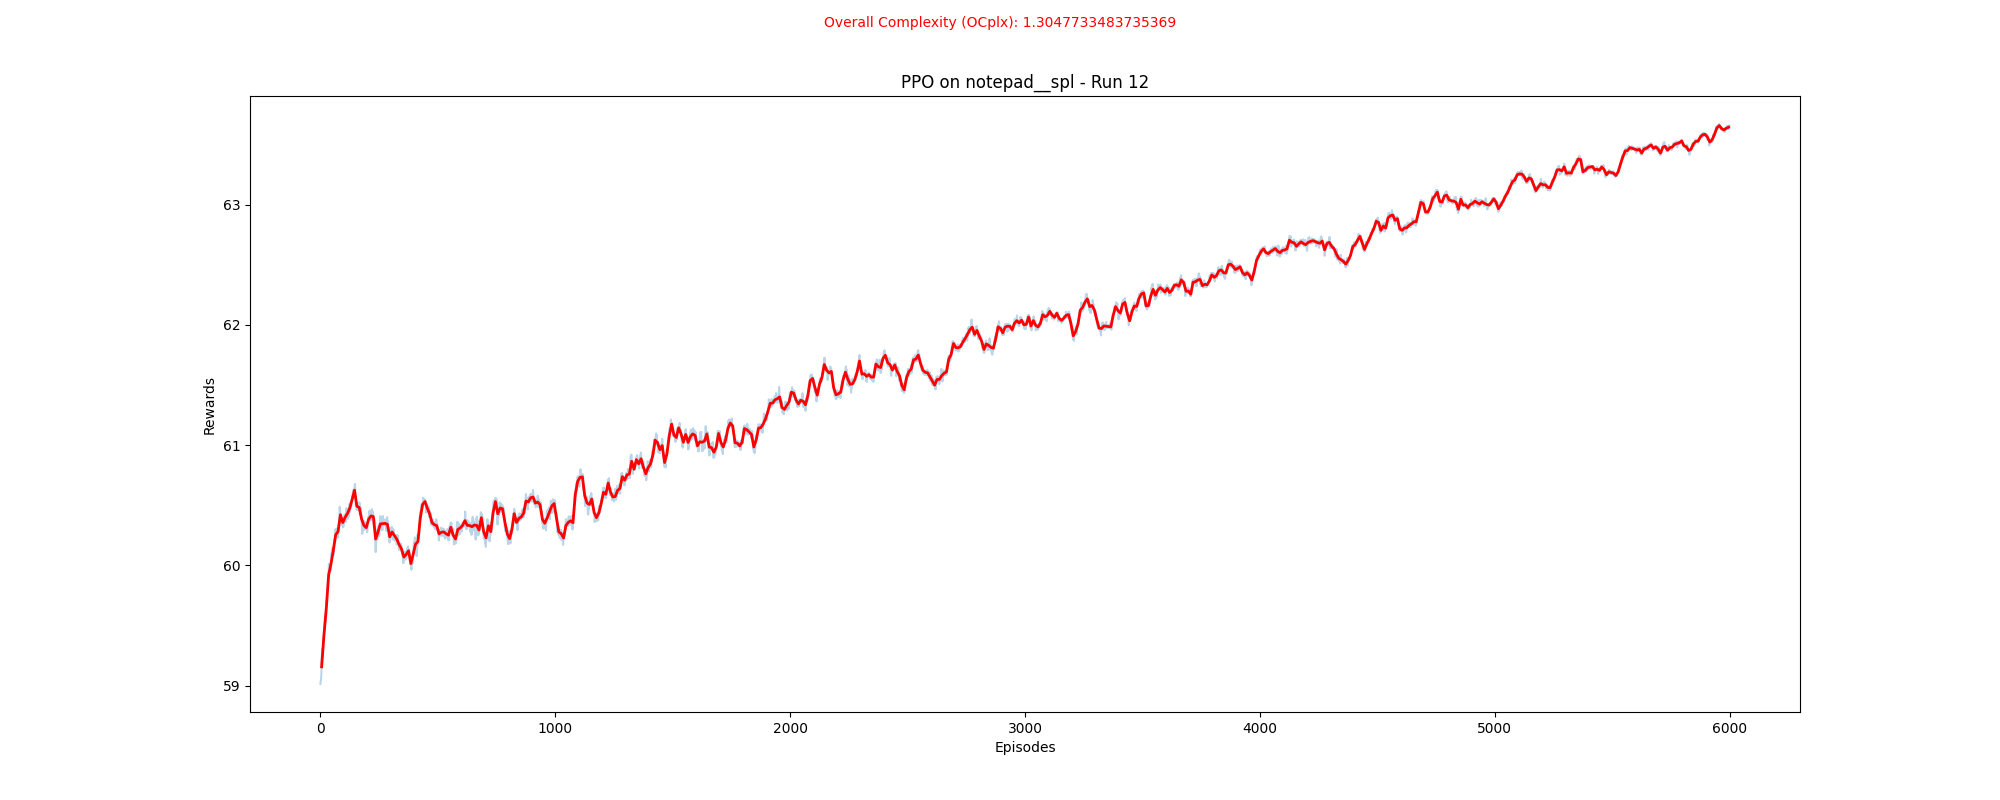 Overall Complexity (OCplx): 1.3047733483735369
PPO on notepad__spl - Run 12
Rewards
63
62
61
60
59
0 1000 2000 3000 4000 5000 6000
Episodes